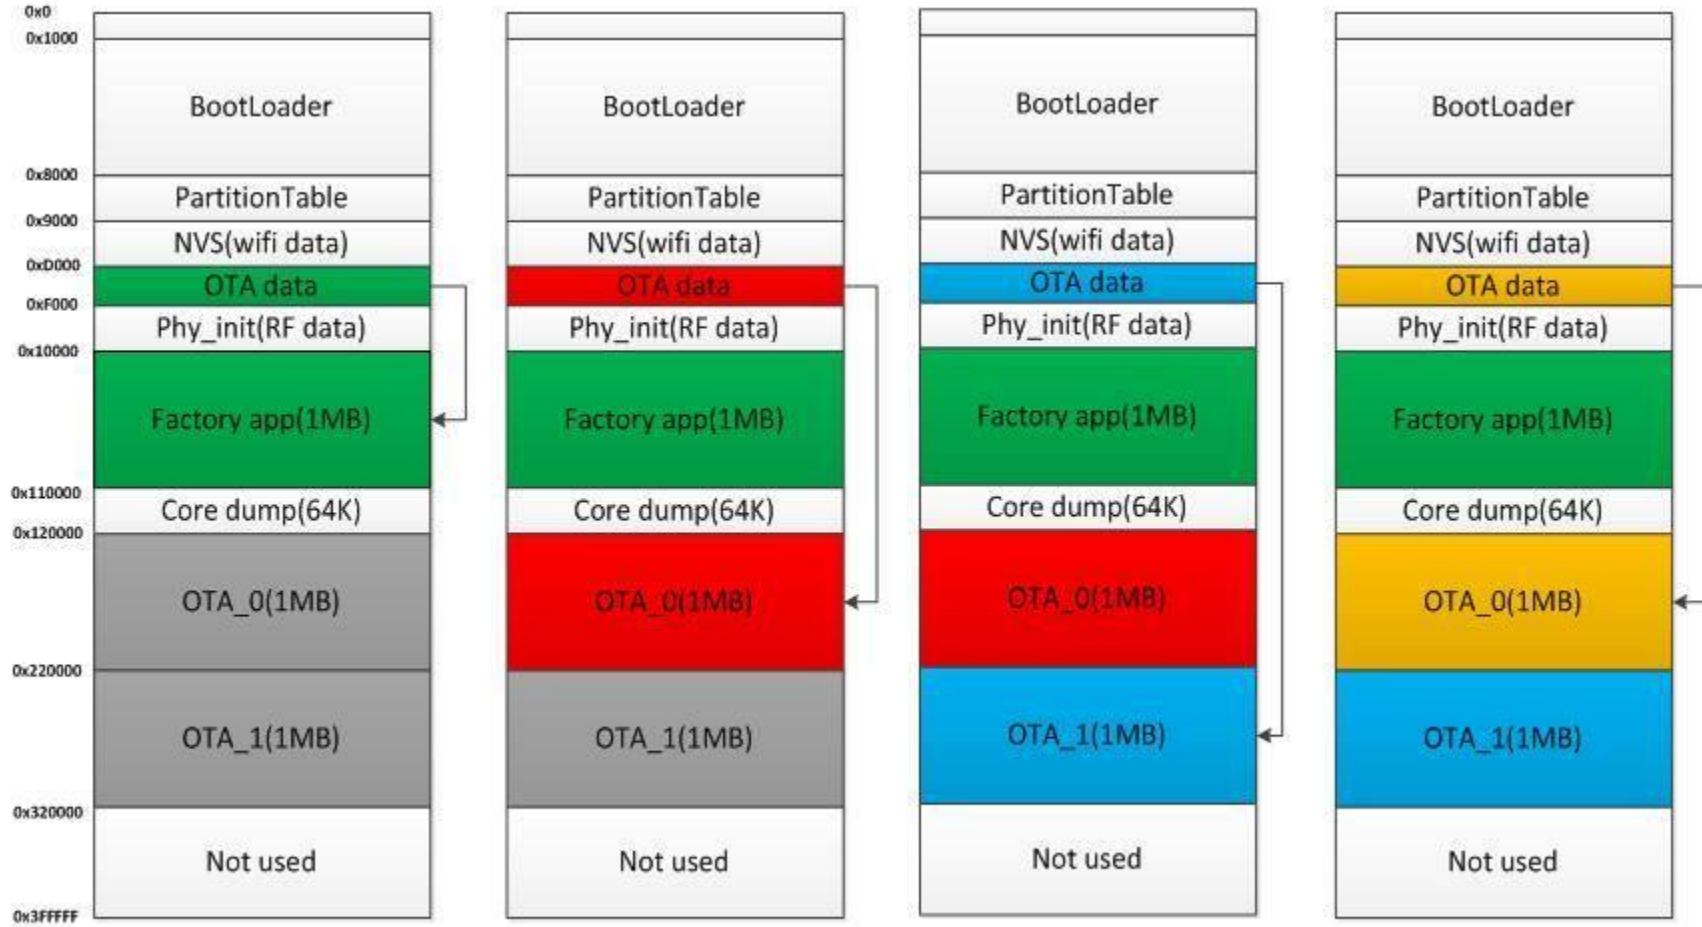 0x0
0x1000
BootLoader
0x8000
PartitionTable
0x9000
NVS(wifi data)
0xD000
OTA data
0xF000
Phy_init(RF data)
0x10000
Factory app(1MB)
0x110000
Core dump(64K)
0x120000
OTA_0(1MB)
0x220000
OTA_1(1MB)
0x320000
Not used
0x3FFFFF
BootLoader
PartitionTable
NVS(wifi data)
OTA data
Phy_init(RF data)
Factory app(1MB)
Core dump(64K)
OTA_0(1MB)
OTA_1(1MB)
Not used
BootLoader
PartitionTable
NVS(wifi data)
OTA data
Phy_init(RF data)
Factory app(1MB)
Core dump(64K)
OTA_0(1MB)
OTA_1(1MB)
Not used
BootLoader
PartitionTable
NVS(wifi data)
OTA data
Phy_init(RF data)
Factory app(1MB)
Core dump(64K)
OTA_0(1MB)
OTA_1(1MB)
Not used